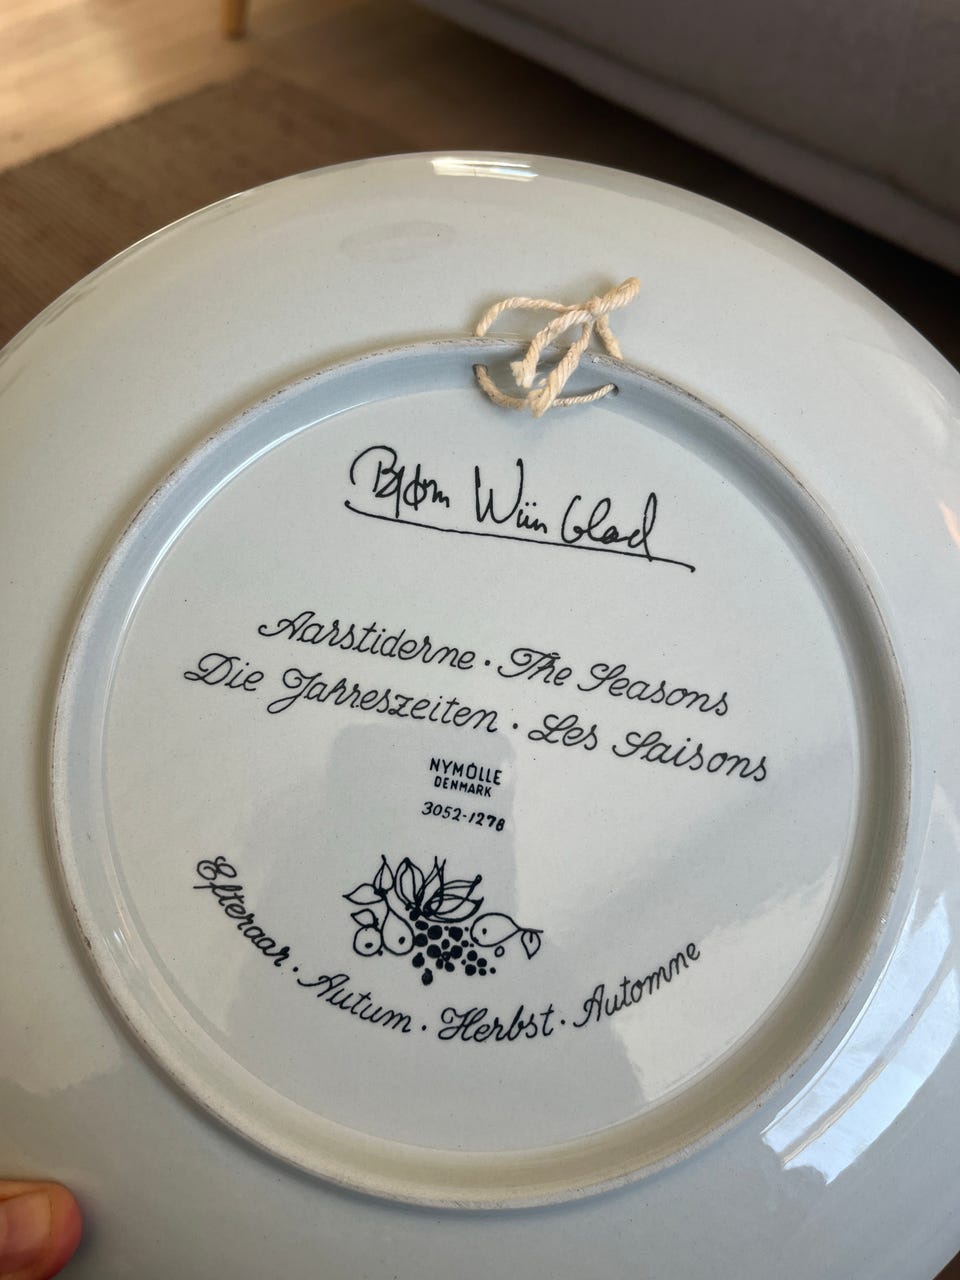 Bjørn Wiinblad
Aarstiderne · The Seasons
Die Jahreszeiten · Les Saisons
NYMÖLLE
DENMARK
3052-1278
Efteraar · Autum · Herbst · Automne